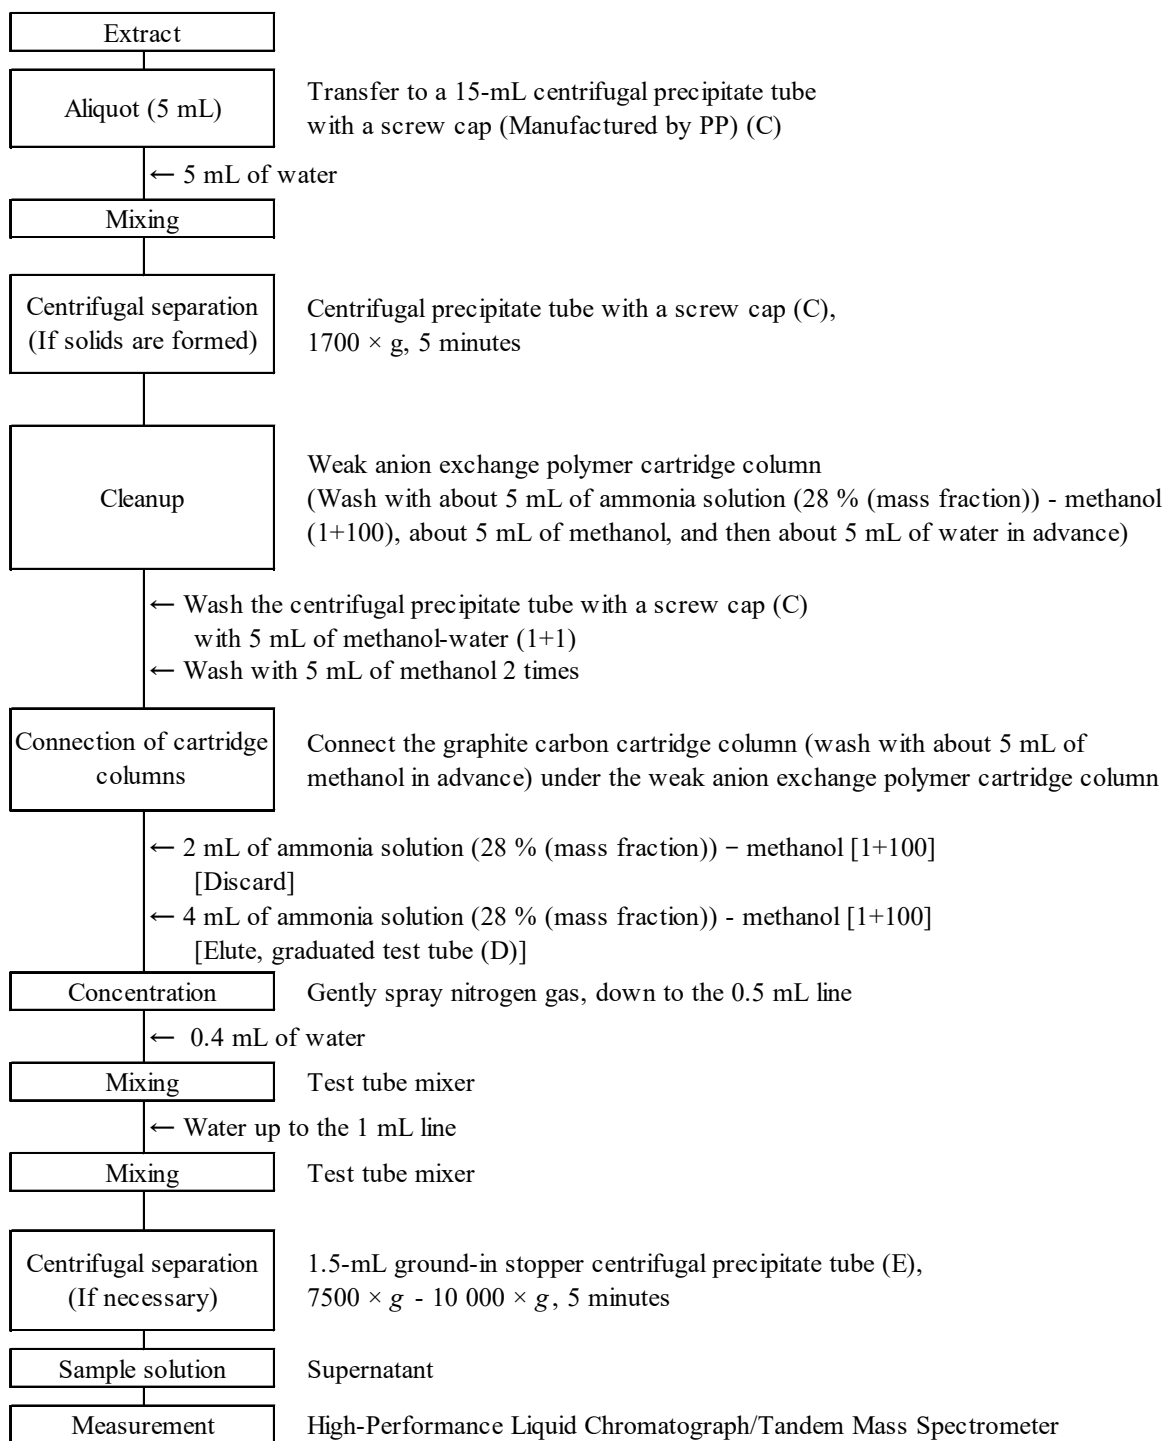 Extract
Aliquot (5 mL)
Transfer to a 15-mL centrifugal precipitate tube
with a screw cap (Manufactured by PP) (C)
← 5 mL of water
Mixing
Centrifugal separation
(If solids are formed)
Centrifugal precipitate tube with a screw cap (C),
1700 × g, 5 minutes
Cleanup
Weak anion exchange polymer cartridge column
(Wash with about 5 mL of ammonia solution (28 % (mass fraction)) - methanol
(1+100), about 5 mL of methanol, and then about 5 mL of water in advance)
← Wash the centrifugal precipitate tube with a screw cap (C)
with 5 mL of methanol-water (1+1)
← Wash with 5 mL of methanol 2 times
Connection of cartridge
columns
Connect the graphite carbon cartridge column (wash with about 5 mL of
methanol in advance) under the weak anion exchange polymer cartridge column
← 2 mL of ammonia solution (28 % (mass fraction)) − methanol [1+100]
[Discard]
← 4 mL of ammonia solution (28 % (mass fraction)) - methanol [1+100]
[Elute, graduated test tube (D)]
Concentration
Gently spray nitrogen gas, down to the 0.5 mL line
← 0.4 mL of water
Mixing
Test tube mixer
← Water up to the 1 mL line
Mixing
Test tube mixer
Centrifugal separation
(If necessary)
1.5-mL ground-in stopper centrifugal precipitate tube (E),
7500 × g - 10 000 × g, 5 minutes
Sample solution
Supernatant
Measurement
High-Performance Liquid Chromatograph/Tandem Mass Spectrometer